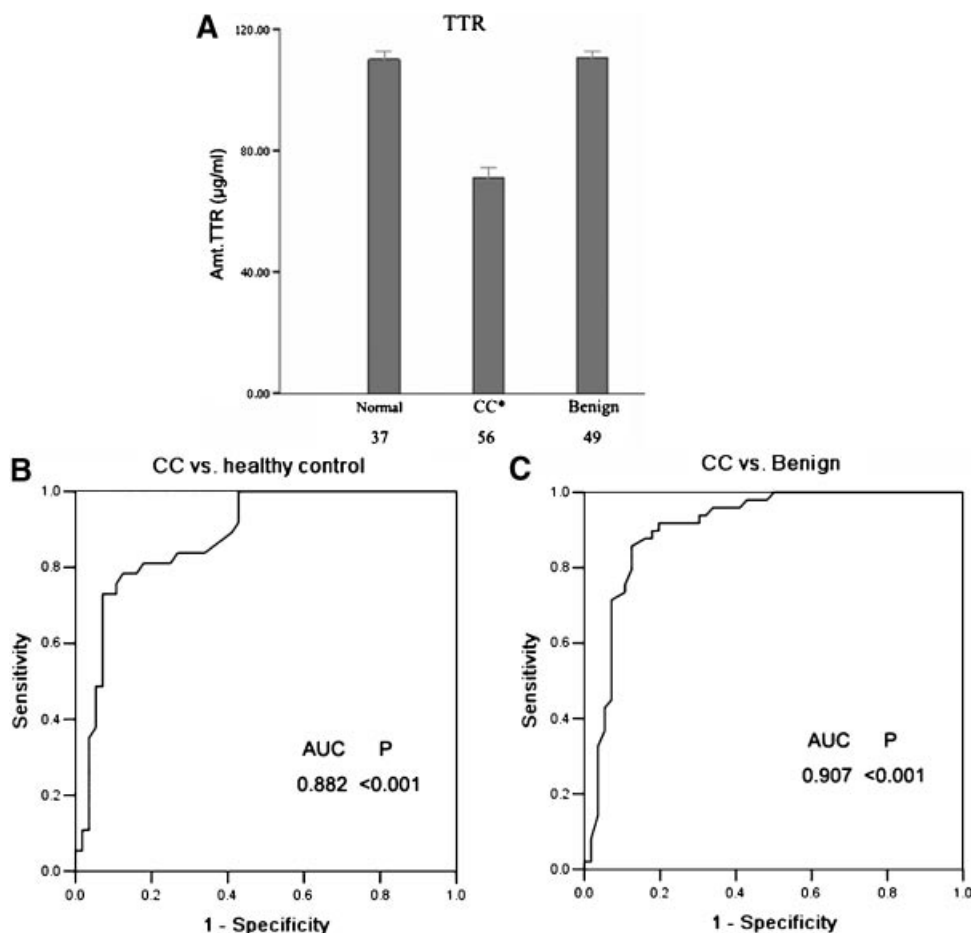 A
TTR
120.00
80.00
40.00
0.00
Amt.TTR (µg/ml)
Normal CC* Benign
37 56 49
B
CC vs. healthy control
1.0
0.8
0.6
0.4
0.2
0.0
Sensitivity
AUC P
0.882 <0.001
0.0 0.2 0.4 0.6 0.8 1.0
1 - Specificity
C
CC vs. Benign
1.0
0.8
0.6
0.4
0.2
0.0
Sensitivity
AUC P
0.907 <0.001
0.0 0.2 0.4 0.6 0.8 1.0
1 - Specificity